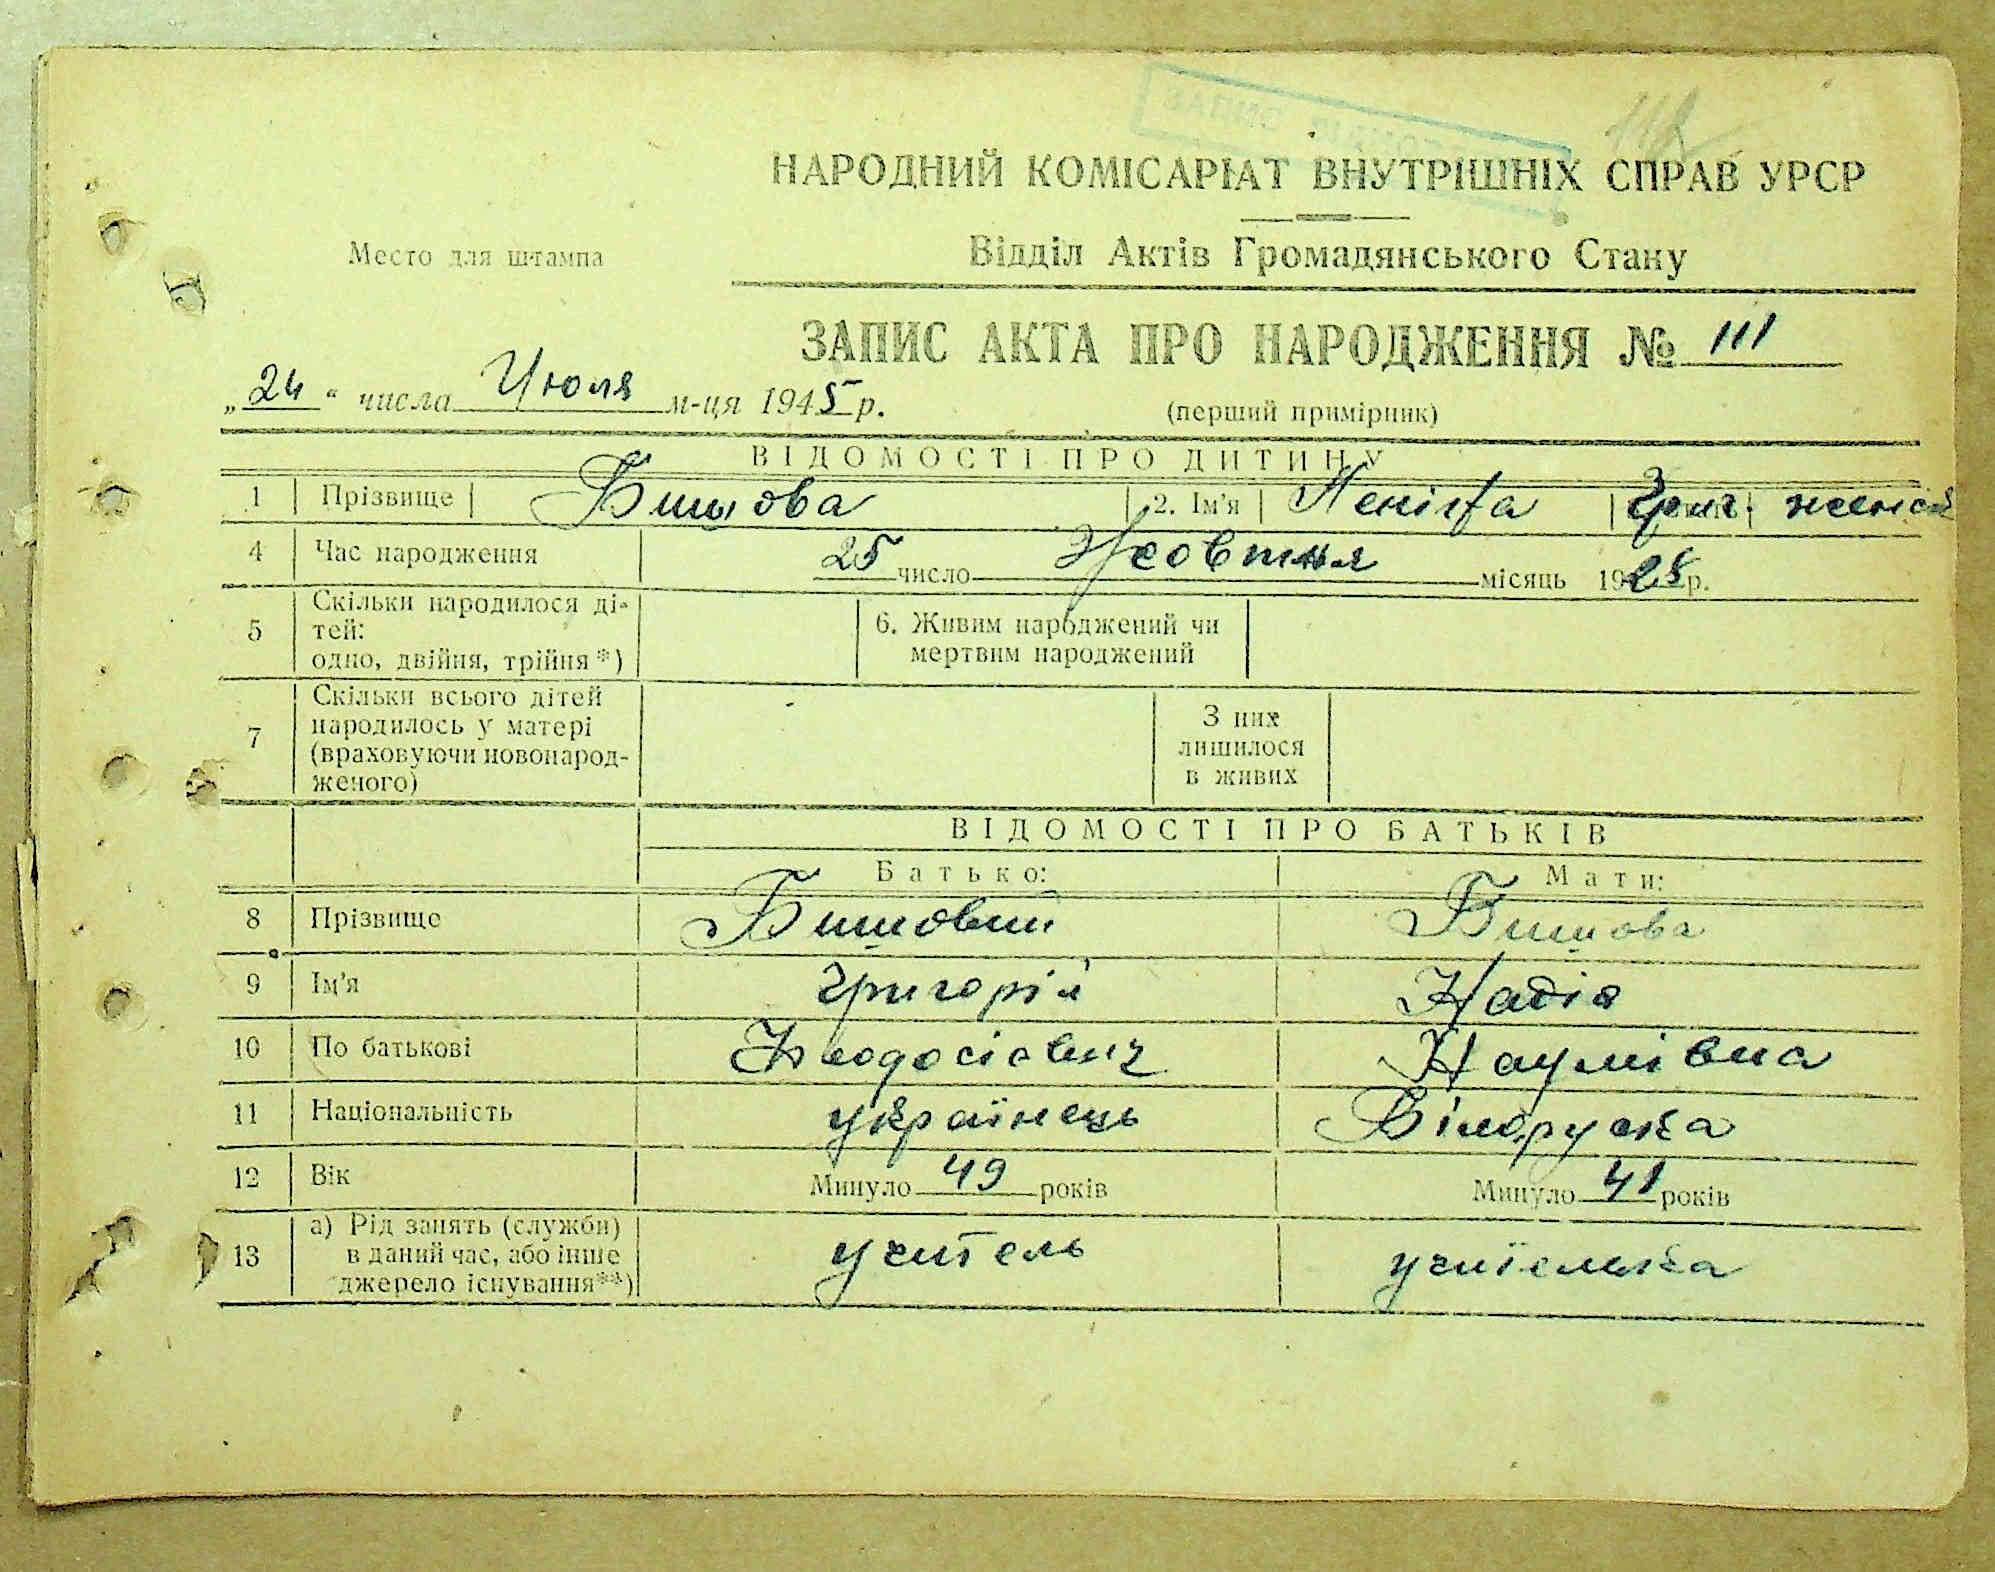 НАРОДНИЙ КОМІСАРІАТ ВНУТРІШНІХ СПРАВ УРСР
Место для штампа
Відділ Актів Громадянського Стану
ЗАПИС АКТА ПРО НАРОДЖЕННЯ № 111
„24“ числа Июля м-ця 1945 р.
(перший примірник)
ВІДОМОСТІ ПРО ДИТИНУ
1 Прізвище 2. Ім'я Григ. женск
4 Час народження 25 число Жовтня місяць 1928 р.
5 Скільки народилося дітей: одно, двійня, трійня*) 6. Живим народжений чи мертвим народжений
7 Скільки всього дітей народилось у матері (враховуючи новонародженого) З них лишилося в живих
ВІДОМОСТІ ПРО БАТЬКІВ
Батько: Мати:
8 Прізвище
9 Ім'я Григорій Надія
10 По батькові Феодосієвич Наумівна
11 Національність українець Білоруська
12 Вік Минуло 49 років Минуло 41 років
13 а) Рід занять (служби) в даний час, або інше джерело існування**) учитель учителька